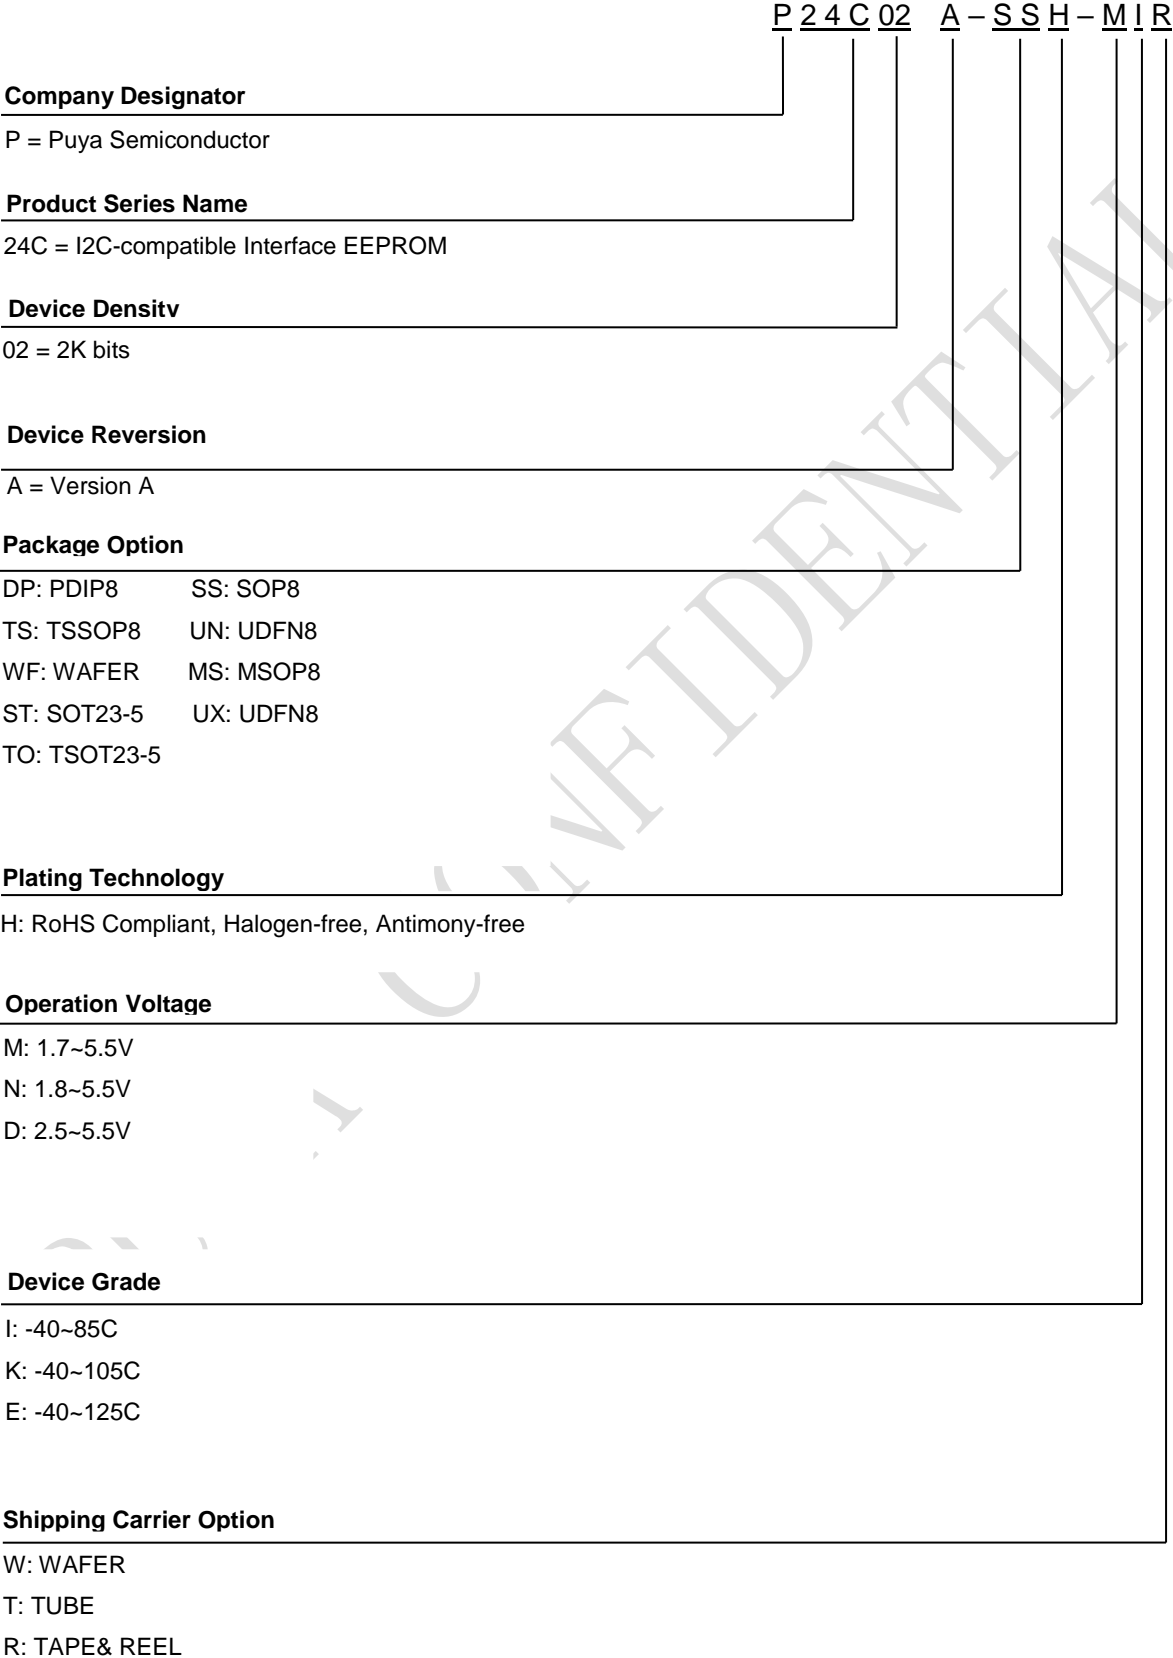 P 2 4 C 02 A – S S H – M I R
Company Designator
P = Puya Semiconductor
Product Series Name
24C = I2C-compatible Interface EEPROM
Device Density
02 = 2K bits
Device Reversion
A = Version A
Package Option
DP: PDIP8 SS: SOP8
TS: TSSOP8 UN: UDFN8
WF: WAFER MS: MSOP8
ST: SOT23-5 UX: UDFN8
TO: TSOT23-5
Plating Technology
H: RoHS Compliant, Halogen-free, Antimony-free
Operation Voltage
M: 1.7~5.5V
N: 1.8~5.5V
D: 2.5~5.5V
Device Grade
I: -40~85C
K: -40~105C
E: -40~125C
Shipping Carrier Option
W: WAFER
T: TUBE
R: TAPE& REEL
CONFIDENTIAL